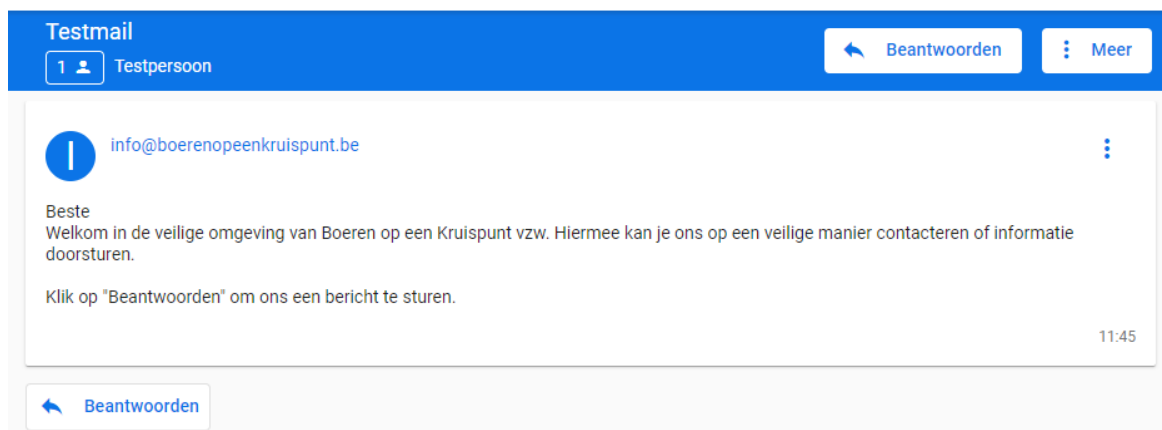 Testmail
1 Testpersoon
Beantwoorden
Meer
I
info@boerenopeenkruispunt.be
Beste
Welkom in de veilige omgeving van Boeren op een Kruispunt vzw. Hiermee kan je ons op een veilige manier contacteren of informatie
doorsturen.
Klik op "Beantwoorden" om ons een bericht te sturen.
11:45
Beantwoorden